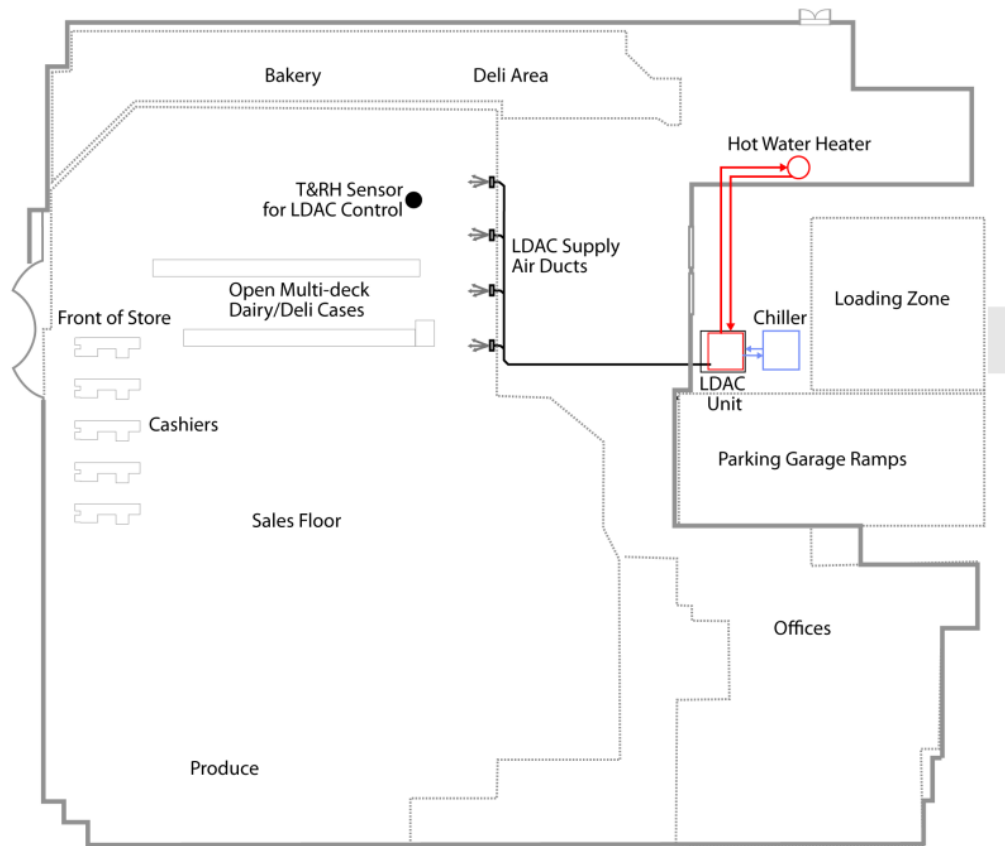 Bakery
Deli Area
Hot Water Heater
T&RH Sensor
for LDAC Control
LDAC Supply
Air Ducts
Open Multi-deck
Dairy/Deli Cases
Loading Zone
Front of Store
Chiller
LDAC
Unit
Cashiers
Parking Garage Ramps
Sales Floor
Offices
Produce